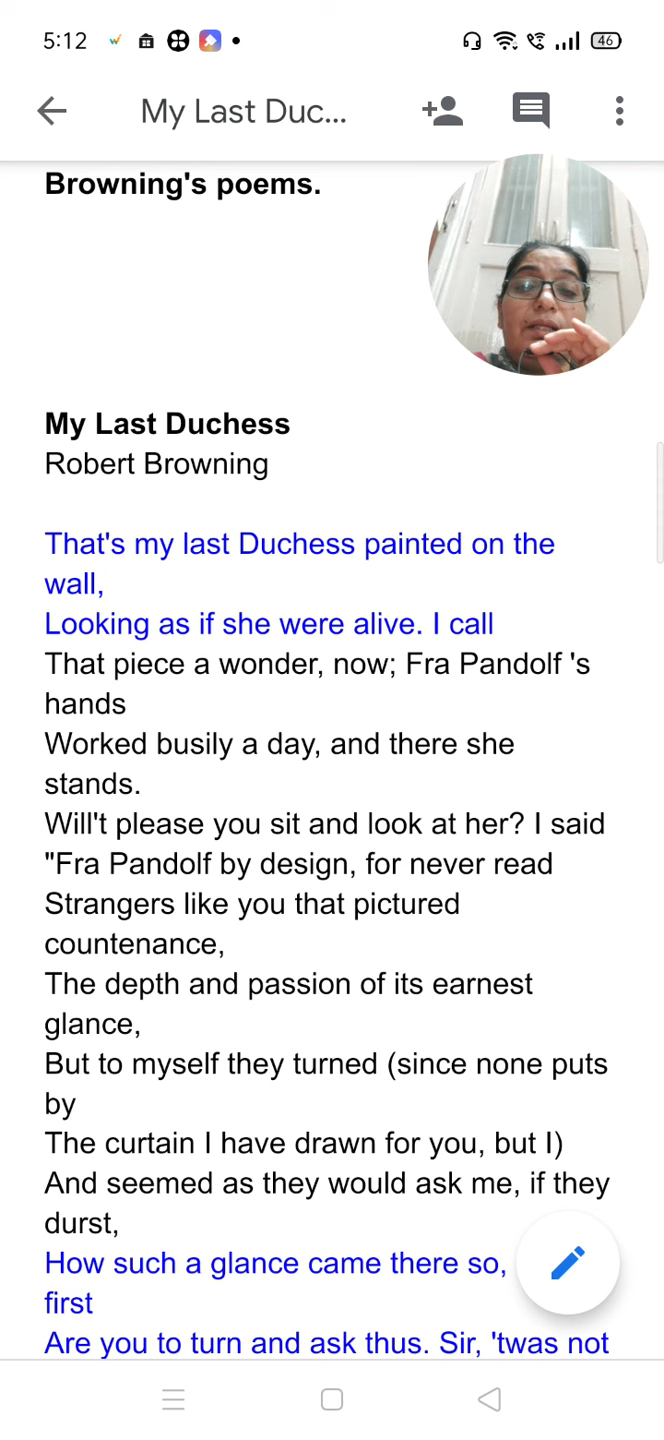 5:12
46
My Last Duc...
Browning's poems.
My Last Duchess
Robert Browning
That's my last Duchess painted on the
wall,
Looking as if she were alive. I call
That piece a wonder, now; Fra Pandolf 's
hands
Worked busily a day, and there she
stands.
Will't please you sit and look at her? I said
"Fra Pandolf by design, for never read
Strangers like you that pictured
countenance,
The depth and passion of its earnest
glance,
But to myself they turned (since none puts
by
The curtain I have drawn for you, but I)
And seemed as they would ask me, if they
durst,
How such a glance came there so,
first
Are you to turn and ask thus. Sir, 'twas not